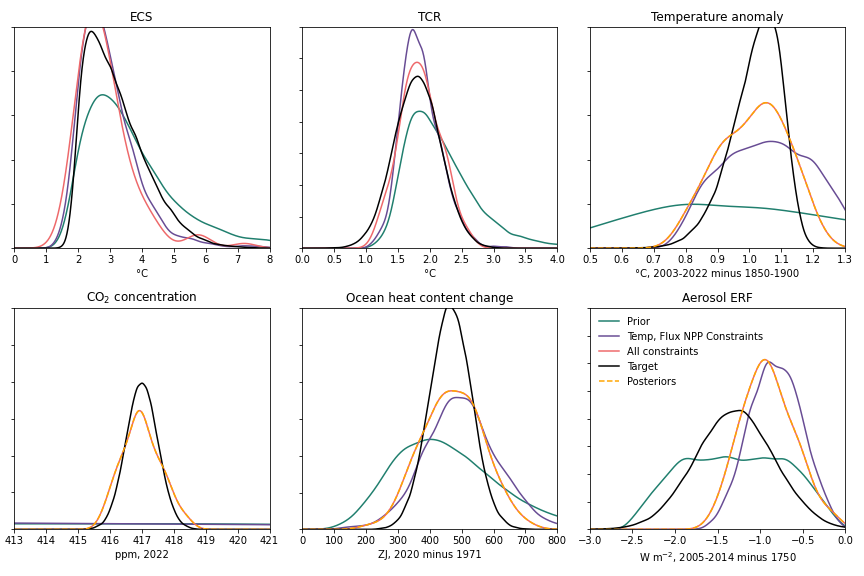 ECS
TCR
Temperature anomaly
0 1 2 3 4 5 6 7 8
0.0 0.5 1.0 1.5 2.0 2.5 3.0 3.5 4.0
0.5 0.6 0.7 0.8 0.9 1.0 1.1 1.2 1.3
°C
°C
°C, 2003-2022 minus 1850-1900
CO₂ concentration
Ocean heat content change
Aerosol ERF
Prior
Temp, Flux NPP Constraints
All constraints
Target
Posteriors
413 414 415 416 417 418 419 420 421
0 100 200 300 400 500 600 700 800
−3.0 −2.5 −2.0 −1.5 −1.0 −0.5 0.0
ppm, 2022
ZJ, 2020 minus 1971
W m⁻², 2005-2014 minus 1750